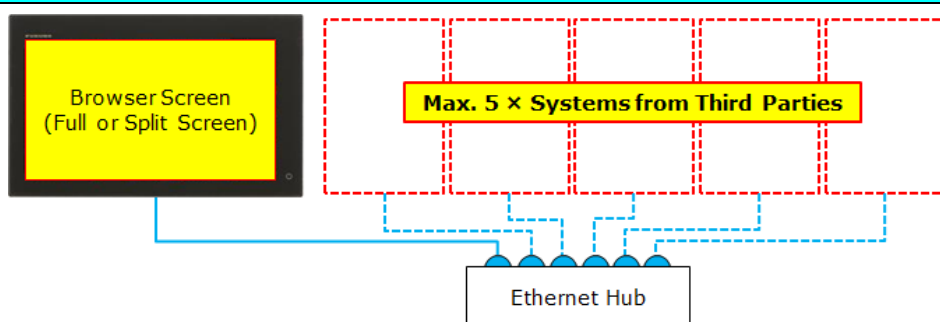 Browser Screen
(Full or Split Screen)
Max. 5 × Systems from Third Parties
Ethernet Hub